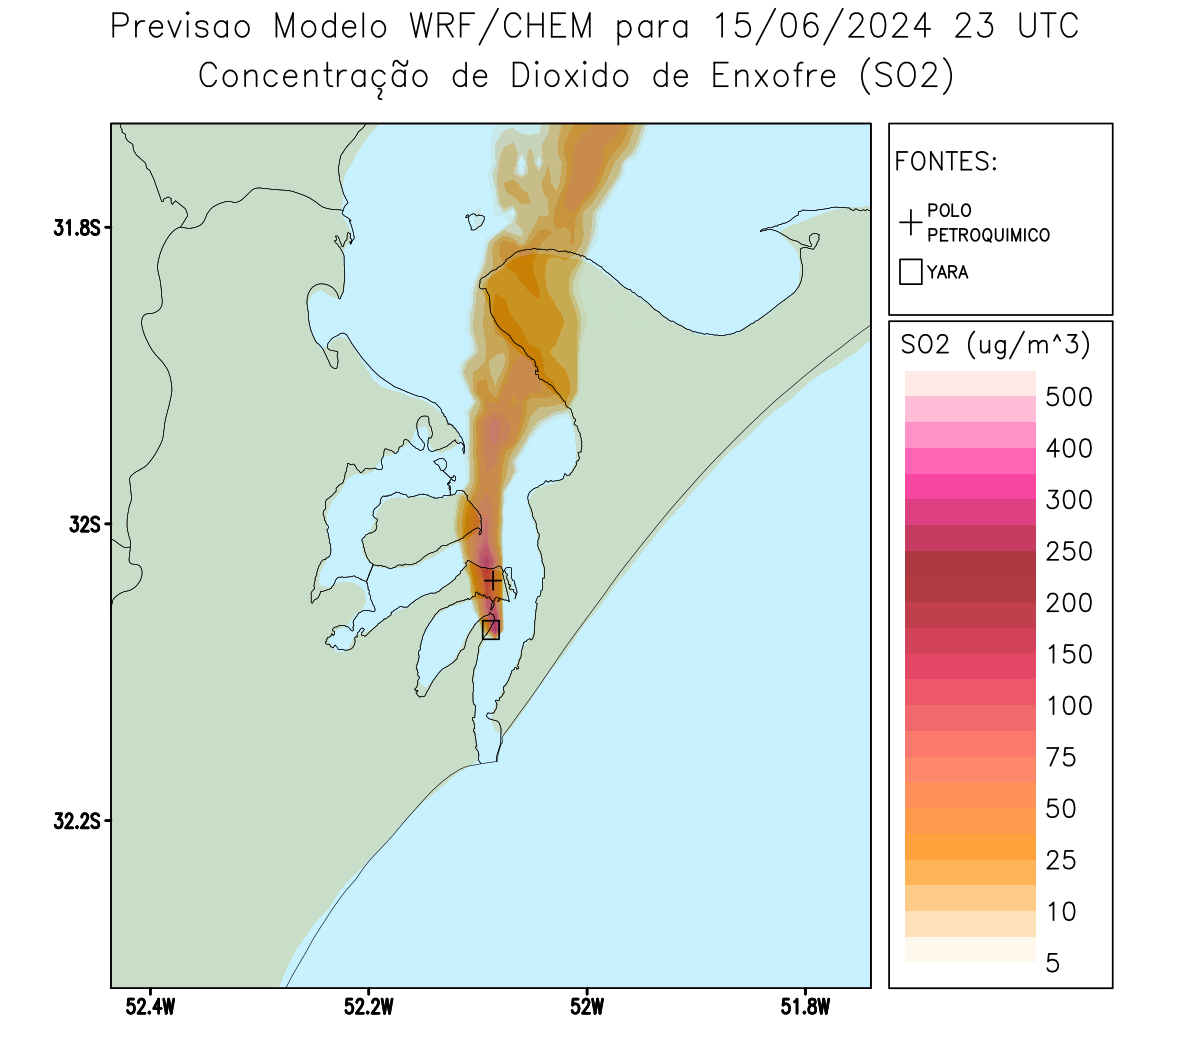 Previsao Modelo WRF/CHEM para 15/06/2024 23 UTC
Concentração de Dioxido de Enxofre (SO2)
FONTES:
POLO
PETROQUIMICO
YARA
SO2 (ug/m^3)
500
400
300
250
200
150
100
75
50
25
10
5
31.8S
32S
32.2S
52.4W
52.2W
52W
51.8W